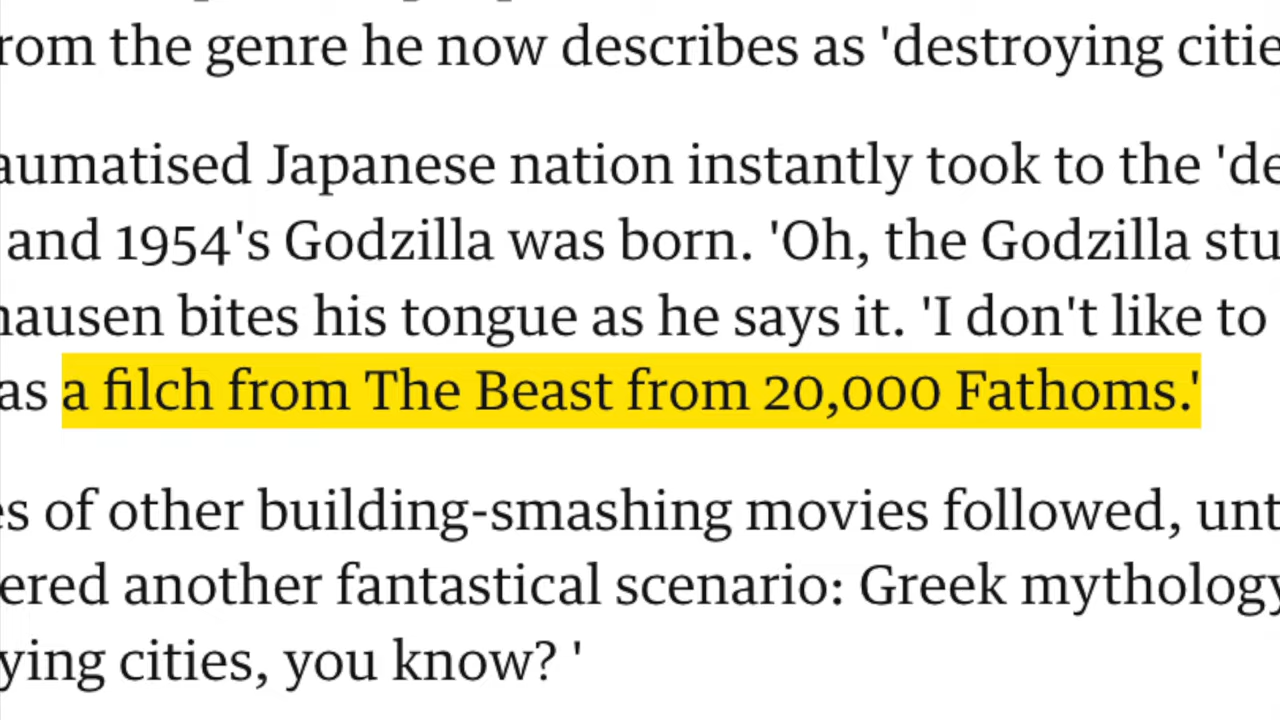 rom the genre he now describes as 'destroying citie
aumatised Japanese nation instantly took to the 'de
and 1954's Godzilla was born. 'Oh, the Godzilla stu
hausen bites his tongue as he says it. 'I don't like to
as a filch from The Beast from 20,000 Fathoms.'
es of other building-smashing movies followed, unt
ered another fantastical scenario: Greek mythology
ying cities, you know? '